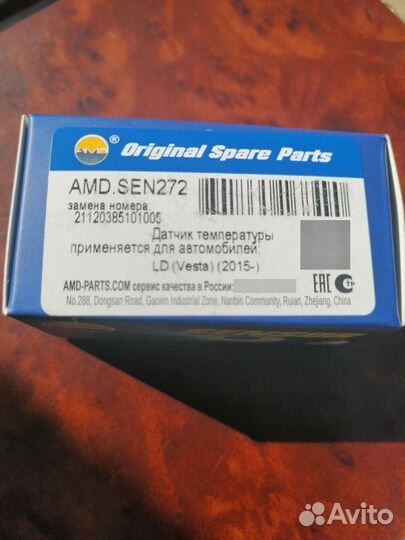 AMD ® Original Spare Parts
AMD.SEN272
замена номера:
21120385101005
Датчик температуры
применяется для автомобилей:
LD (Vesta) (2015-)
AMD-PARTS.COM сервис качества в России:
No.288, Dongsan Road, Gaoxin Industrial Zone, Nanbin Community, Ruian, Zhejiang, China
EAC
Avito